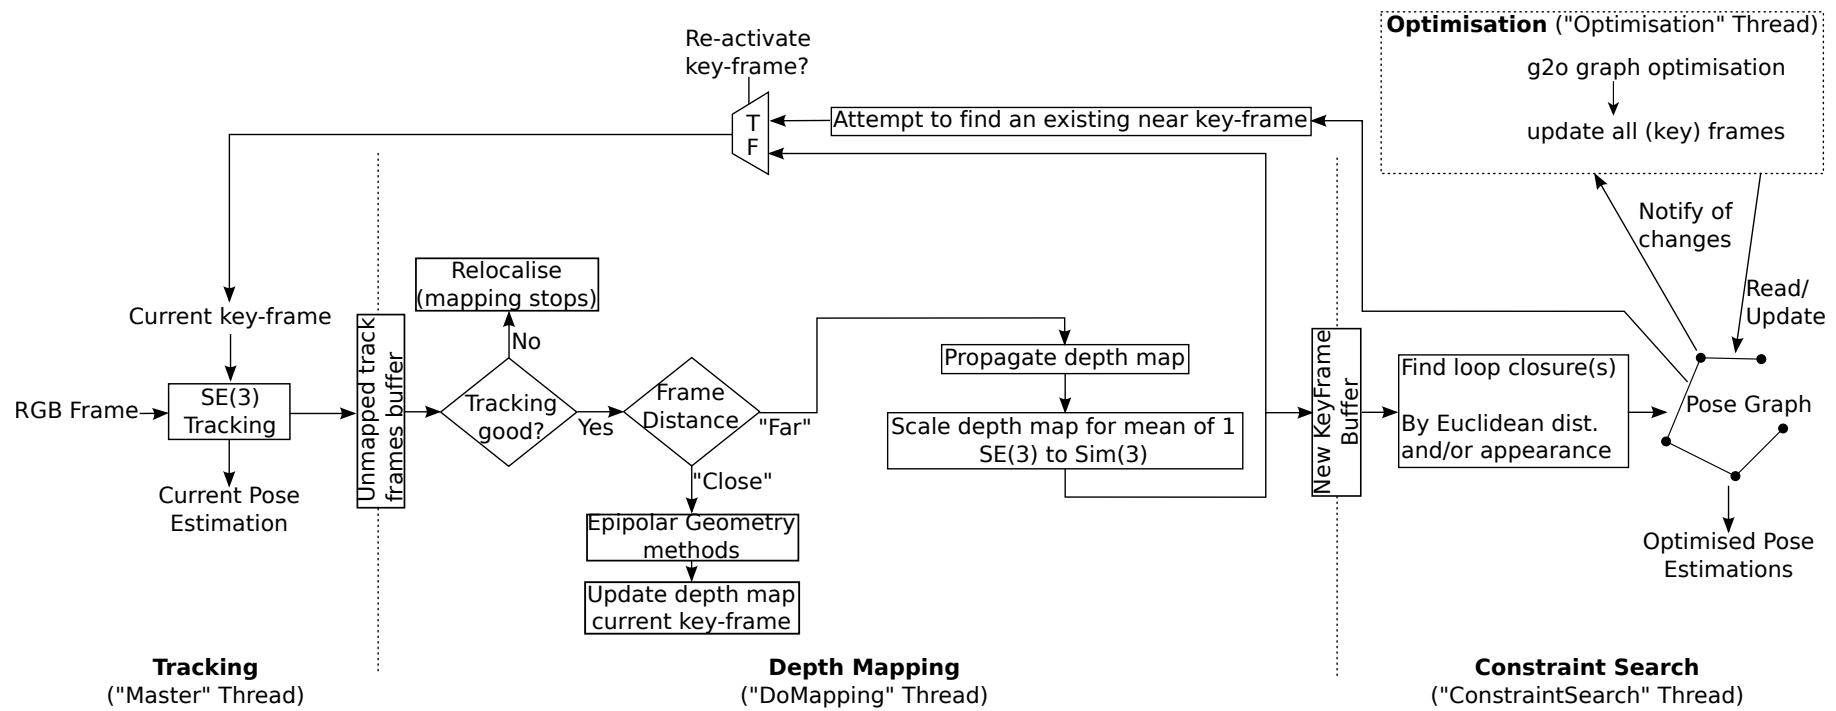 Optimisation ("Optimisation" Thread)
g2o graph optimisation
update all (key) frames
Re-activate
key-frame?
T
F
Attempt to find an existing near key-frame
Notify of
changes
Read/
Update
Relocalise
(mapping stops)
No
Current key-frame
RGB Frame
SE(3)
Tracking
Current Pose
Estimation
Unmapped track
frames buffer
Tracking
good?
Yes
Frame
Distance
"Far"
"Close"
Epipolar Geometry
methods
Update depth map
current key-frame
Propagate depth map
Scale depth map for mean of 1
SE(3) to Sim(3)
New KeyFrame
Buffer
Find loop closure(s)
By Euclidean dist.
and/or appearance
Pose Graph
Optimised Pose
Estimations
Tracking
("Master" Thread)
Depth Mapping
("DoMapping" Thread)
Constraint Search
("ConstraintSearch" Thread)